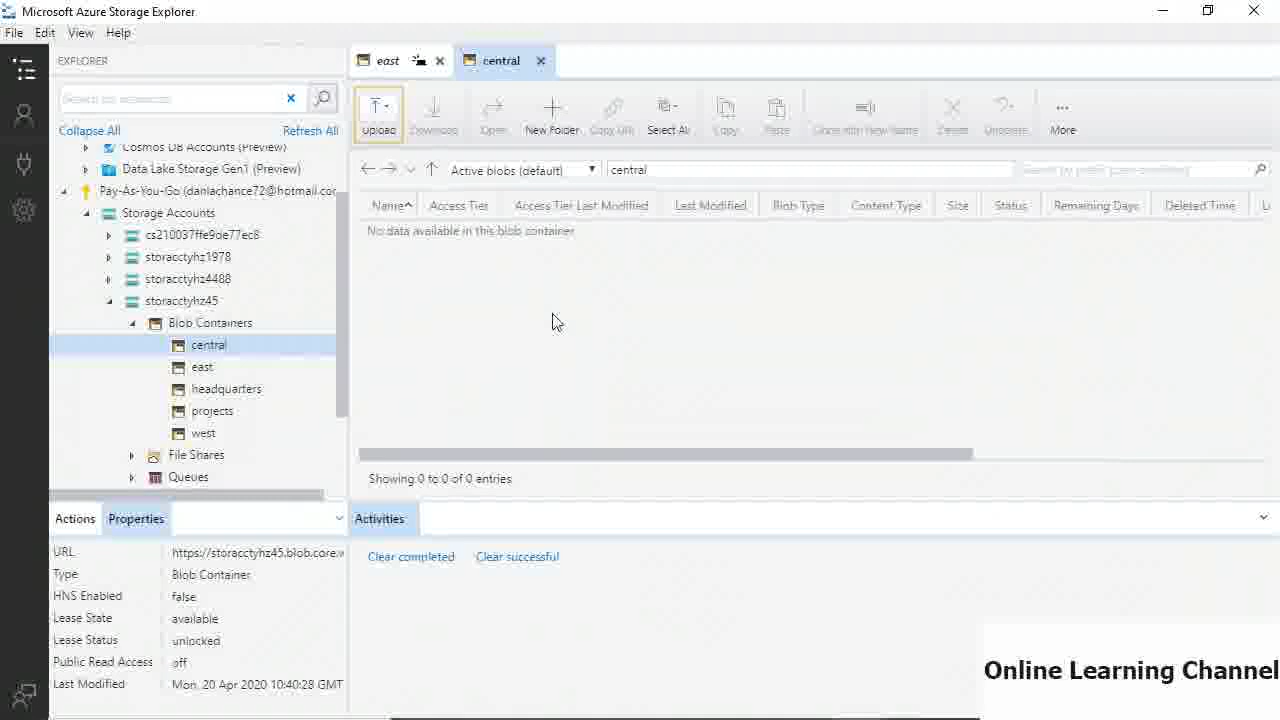 Microsoft Azure Storage Explorer
File Edit View Help
EXPLORER
Collapse All Refresh All
Cosmos DB Accounts (Preview)
Data Lake Storage Gen1 (Preview)
Pay-As-You-Go (daniachance72@hotmail.co
Storage Accounts
cs210037ffe9de77ec8
storacctyhz1978
storacctyhz4488
storacctyhz45
Blob Containers
central
east
headquarters
projects
west
File Shares
Queues
Actions Properties
URL https://storacctyhz45.blob.core.w
Type Blob Container
HNS Enabled false
Lease State available
Lease Status unlocked
Public Read Access off
Last Modified Mon, 20 Apr 2020 10:40:28 GMT
east central
Upload Download Open New Folder Copy URL Select All Copy Paste Clone with New Name Delete Undelete More
Active blobs (default) central
Name Access Tier Access Tier Last Modified Last Modified Blob Type Content Type Size Status Remaining Days Deleted Time
No data available in this blob container
Showing 0 to 0 of 0 entries
Activities
Clear completed Clear successful
Online Learning Channel